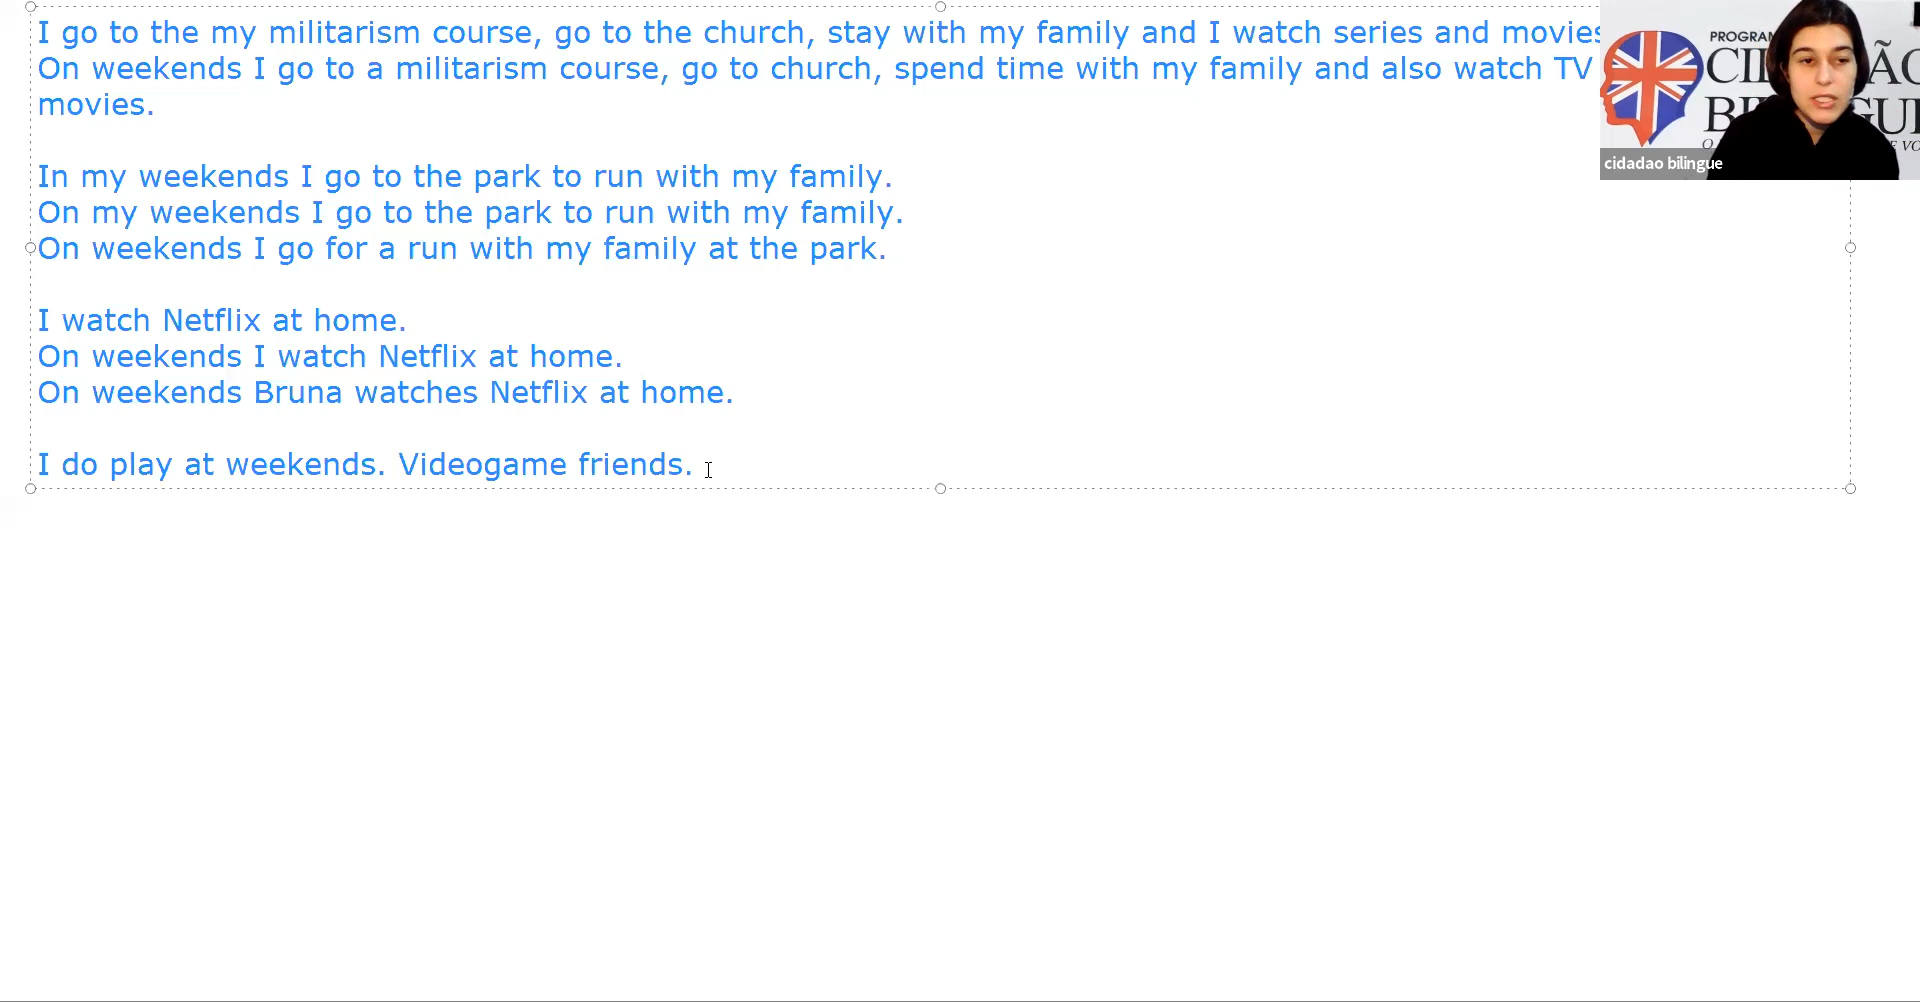 I go to the my militarism course, go to the church, stay with my family and I watch series and movies
On weekends I go to a militarism course, go to church, spend time with my family and also watch TV
movies.
In my weekends I go to the park to run with my family.
On my weekends I go to the park to run with my family.
On weekends I go for a run with my family at the park.
I watch Netflix at home.
On weekends I watch Netflix at home.
On weekends Bruna watches Netflix at home.
I do play at weekends. Videogame friends.
cidadao bilingue